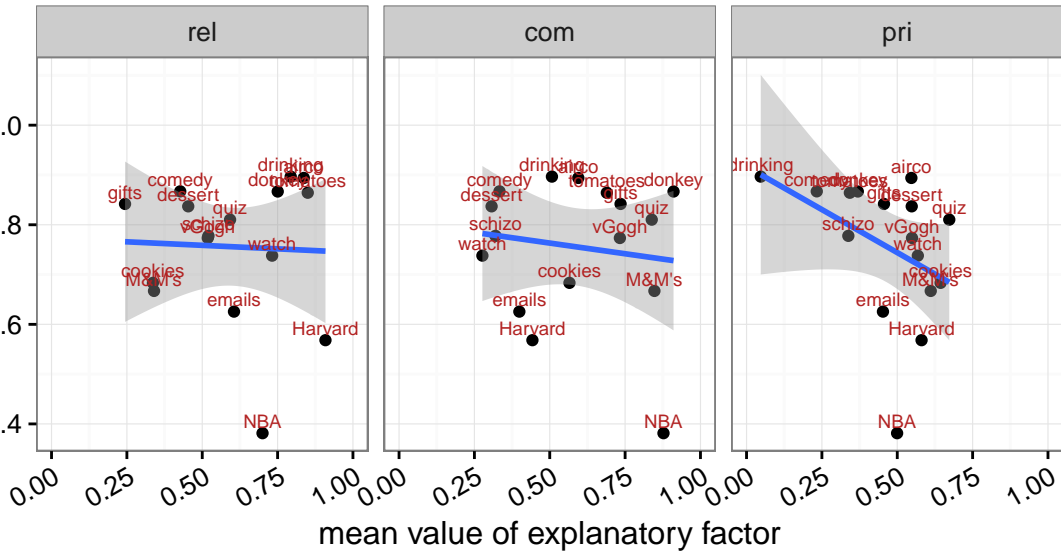 rel
com
pri
.0
.8
.6
.4
gifts
comedy
dessert
schizo
vGogh
quiz
drinking
airco
donkey
tomatoes
watch
cookies
M&M's
emails
Harvard
NBA
comedy
dessert
schizo
watch
drinking
airco
tomatoes
gifts
donkey
quiz
vGogh
cookies
M&M's
emails
Harvard
NBA
drinking
comedy
tomatoes
donkey
airco
gifts
dessert
quiz
schizo
vGogh
watch
cookies
M&M's
emails
Harvard
NBA
0.00 0.25 0.50 0.75 1.00
0.00 0.25 0.50 0.75 1.00
0.00 0.25 0.50 0.75 1.00
mean value of explanatory factor